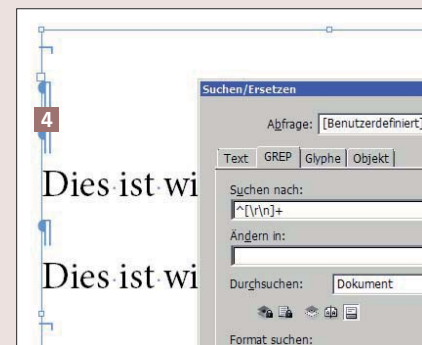 4
Dies ist wi
Dies ist wi
Suchen/Ersetzen
Abfrage: [Benutzerdefiniert]
Text GREP Glyphe Objekt
Suchen nach:
^[\r\n]+
Ändern in:
Durchsuchen: Dokument
Format suchen: